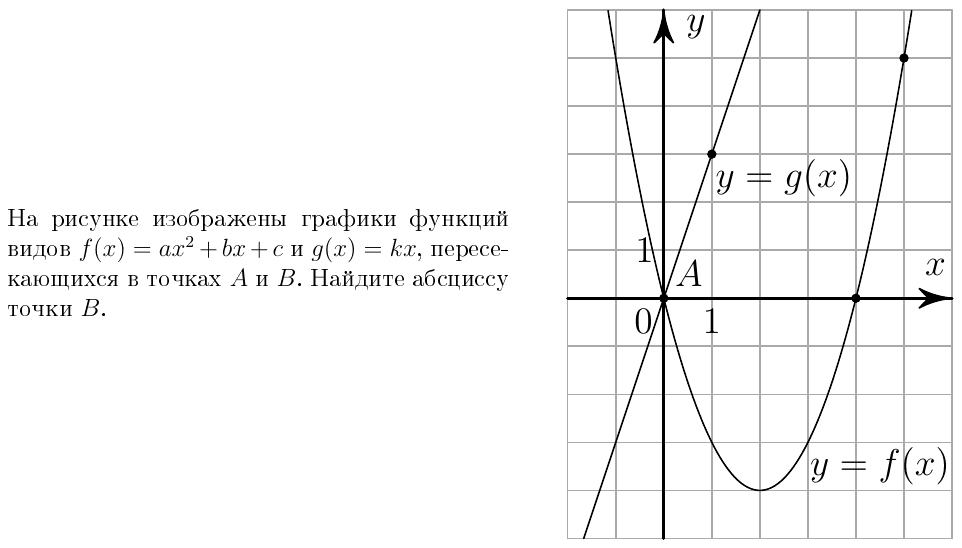 На рисунке изображены графики функций
видов f(x) = ax² + bx + c и g(x) = kx, пересе-
кающихся в точках A и B. Найдите абсциссу
точки B.
y
y = g(x)
1
x
A
0
1
y = f(x)